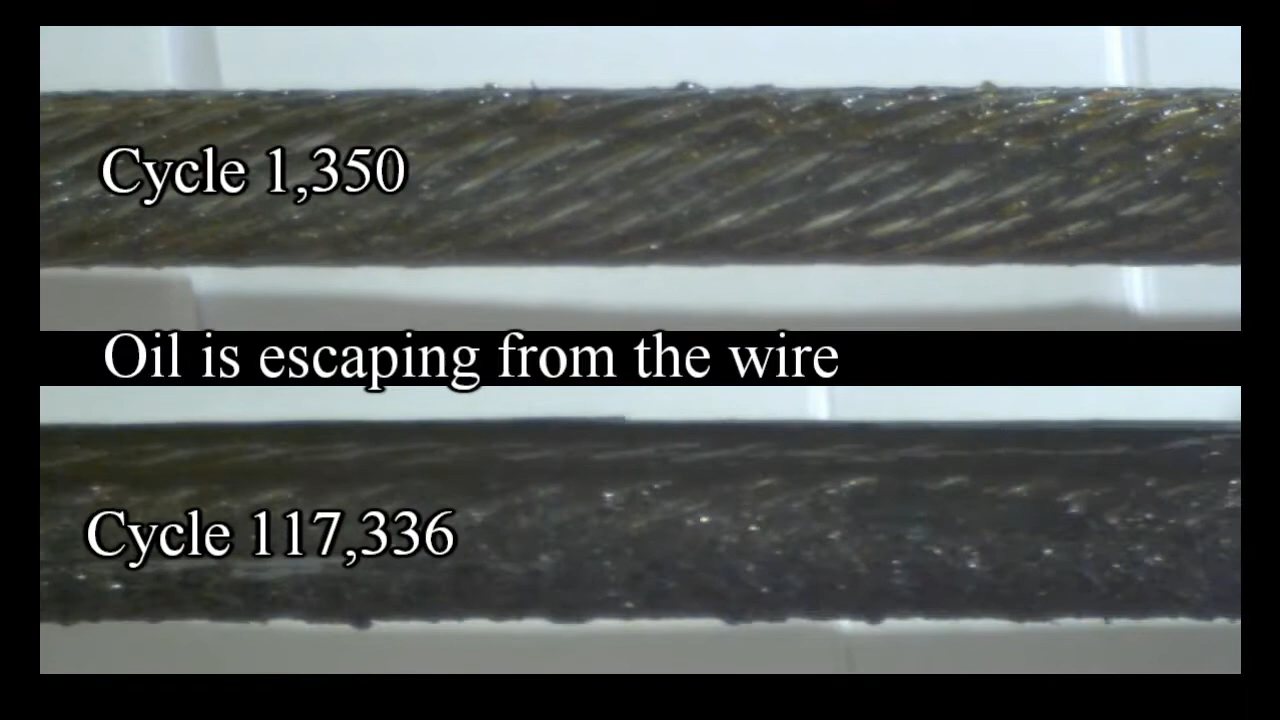 Cycle 1,350
Oil is escaping from the wire
Cycle 117,336